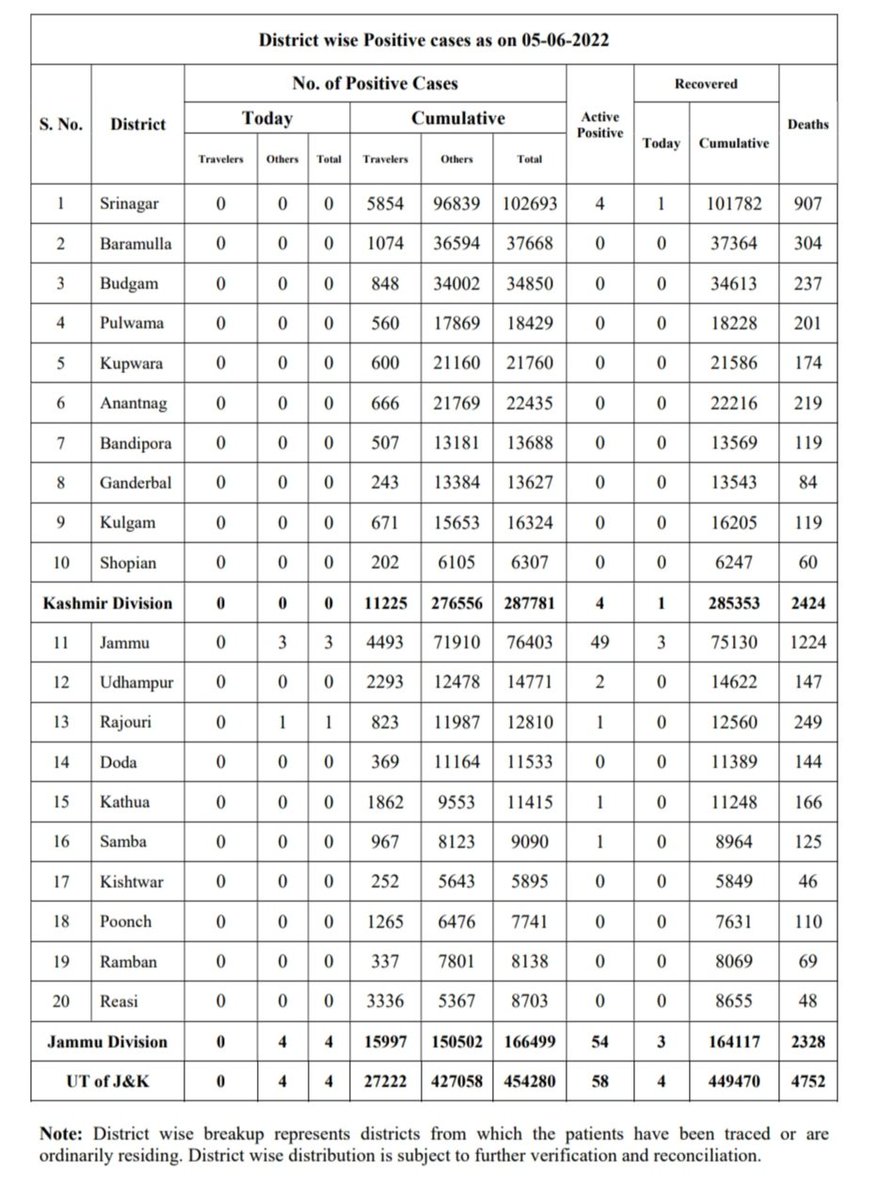 District wise Positive cases as on 05-06-2022
S. No. District No. of Positive Cases Active Positive Recovered Deaths
Today Cumulative Today Cumulative
Travelers Others Total Travelers Others Total
1 Srinagar 0 0 0 5854 96839 102693 4 1 101782 907
2 Baramulla 0 0 0 1074 36594 37668 0 0 37364 304
3 Budgam 0 0 0 848 34002 34850 0 0 34613 237
4 Pulwama 0 0 0 560 17869 18429 0 0 18228 201
5 Kupwara 0 0 0 600 21160 21760 0 0 21586 174
6 Anantnag 0 0 0 666 21769 22435 0 0 22216 219
7 Bandipora 0 0 0 507 13181 13688 0 0 13569 119
8 Ganderbal 0 0 0 243 13384 13627 0 0 13543 84
9 Kulgam 0 0 0 671 15653 16324 0 0 16205 119
10 Shopian 0 0 0 202 6105 6307 0 0 6247 60
Kashmir Division 0 0 0 11225 276556 287781 4 1 285353 2424
11 Jammu 0 3 3 4493 71910 76403 49 3 75130 1224
12 Udhampur 0 0 0 2293 12478 14771 2 0 14622 147
13 Rajouri 0 1 1 823 11987 12810 1 0 12560 249
14 Doda 0 0 0 369 11164 11533 0 0 11389 144
15 Kathua 0 0 0 1862 9553 11415 1 0 11248 166
16 Samba 0 0 0 967 8123 9090 1 0 8964 125
17 Kishtwar 0 0 0 252 5643 5895 0 0 5849 46
18 Poonch 0 0 0 1265 6476 7741 0 0 7631 110
19 Ramban 0 0 0 337 7801 8138 0 0 8069 69
20 Reasi 0 0 0 3336 5367 8703 0 0 8655 48
Jammu Division 0 4 4 15997 150502 166499 54 3 164117 2328
UT of J&K 0 4 4 27222 427058 454280 58 4 449470 4752
Note: District wise breakup represents districts from which the patients have been traced or are
ordinarily residing. District wise distribution is subject to further verification and reconciliation.